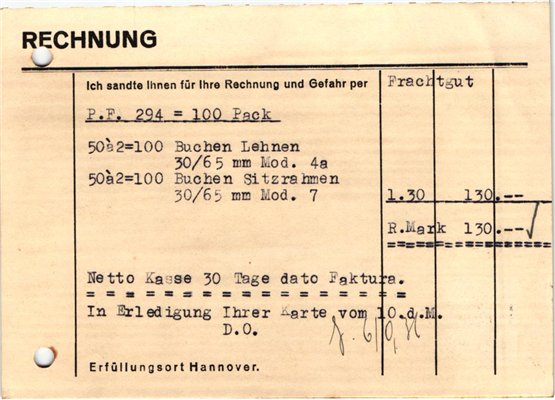 RECHNUNG
Ich sandte Ihnen für Ihre Rechnung und Gefahr per Frachtgut
P.F. 294 = 100 Pack
50à2=100 Buchen Lehnen
30/65 mm Mod. 4a
50à2=100 Buchen Sitzrahmen
30/65 mm Mod. 7 1.30 130.--
R.Mark 130.--
Netto Kasse 30 Tage dato Faktura.
In Erledigung Ihrer Karte vom 10.d.M.
D.O.
Erfüllungsort Hannover.